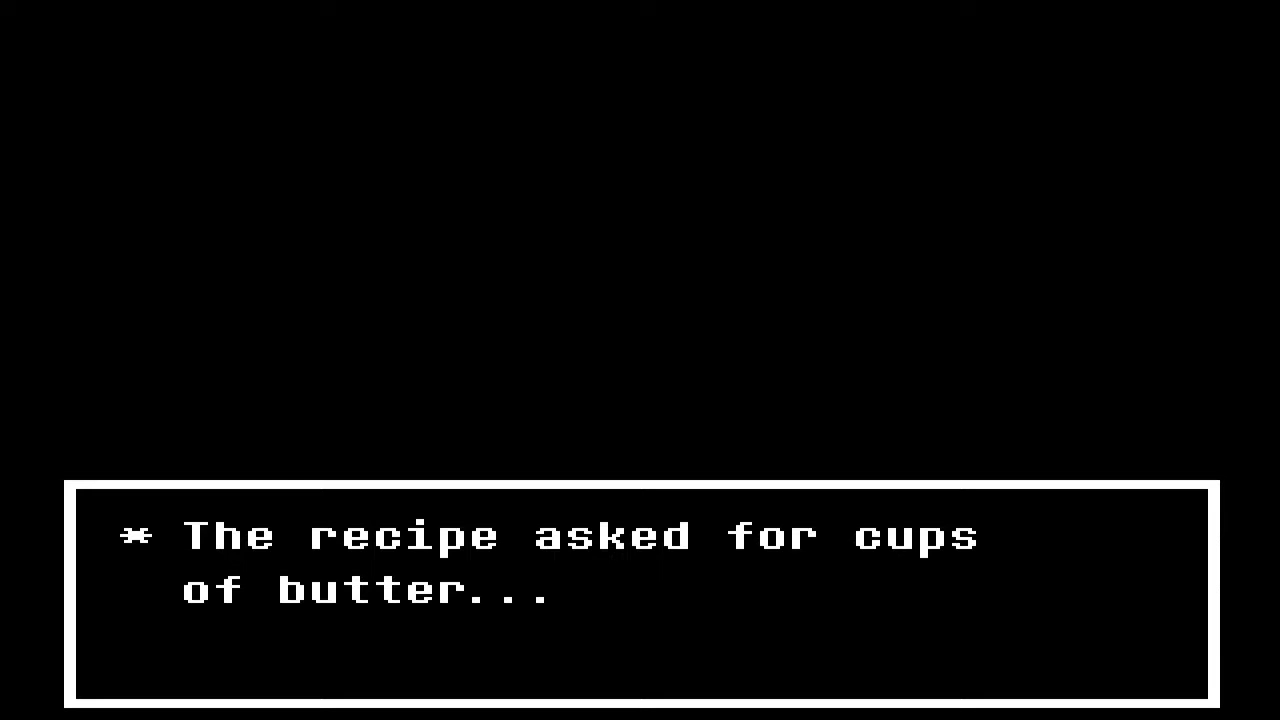 * The recipe asked for cups
of butter...